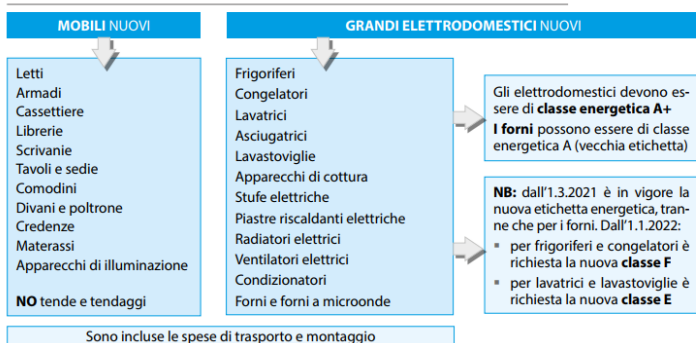 MOBILI NUOVI
GRANDI ELETTRODOMESTICI NUOVI
Letti
Armadi
Cassettiere
Librerie
Scrivanie
Tavoli e sedie
Comodini
Divani e poltrone
Credenze
Materassi
Apparecchi di illuminazione
NO tende e tendaggi
Frigoriferi
Congelatori
Lavatrici
Asciugatrici
Lavastoviglie
Apparecchi di cottura
Stufe elettriche
Piastre riscaldanti elettriche
Radiatori elettrici
Ventilatori elettrici
Condizionatori
Forni e forni a microonde
Gli elettrodomestici devono es-
sere di classe energetica A+
I forni possono essere di classe
energetica A (vecchia etichetta)
NB: dall'1.3.2021 è in vigore la
nuova etichetta energetica, tran-
ne che per i forni. Dall'1.1.2022:
▪ per frigoriferi e congelatori è
richiesta la nuova classe F
▪ per lavatrici e lavastoviglie è
richiesta la nuova classe E
Sono incluse le spese di trasporto e montaggio